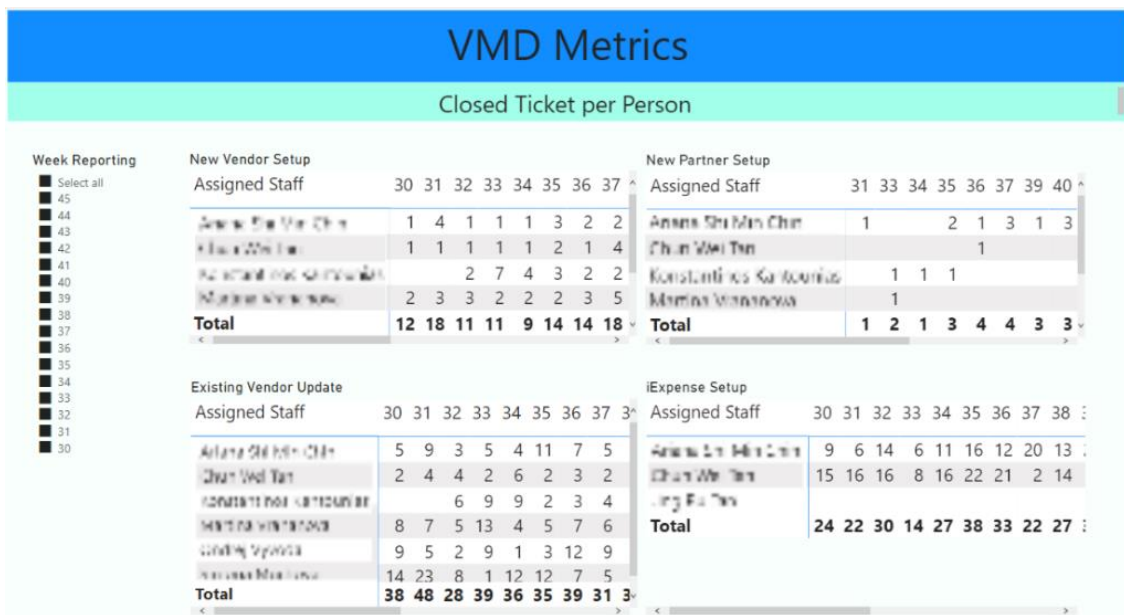 VMD Metrics
Closed Ticket per Person
Week Reporting
Select all
45
44
43
42
41
40
39
38
37
36
35
34
33
32
31
30
New Vendor Setup
Assigned Staff 30 31 32 33 34 35 36 37
1 4 1 1 1 3 2 2
1 1 1 1 1 2 1 4
2 7 4 3 2 2
2 3 3 2 2 2 3 5
Total 12 18 11 11 9 14 14 18
New Partner Setup
Assigned Staff 31 33 34 35 36 37 39 40
1 2 1 3 1 3
1
1 1 1
1
Total 1 2 1 3 4 4 3 3
Existing Vendor Update
Assigned Staff 30 31 32 33 34 35 36 37
5 9 3 5 4 11 7 5
2 4 4 2 6 2 3 2
6 9 9 2 3 4
8 7 5 13 4 5 7 6
9 5 2 9 1 3 12 9
14 23 8 1 12 12 7 5
Total 38 48 28 39 36 35 39 31
iExpense Setup
Assigned Staff 30 31 32 33 34 35 36 37 38
9 6 14 6 11 16 12 20 13
15 16 16 8 16 22 21 2 14
Total 24 22 30 14 27 38 33 22 27